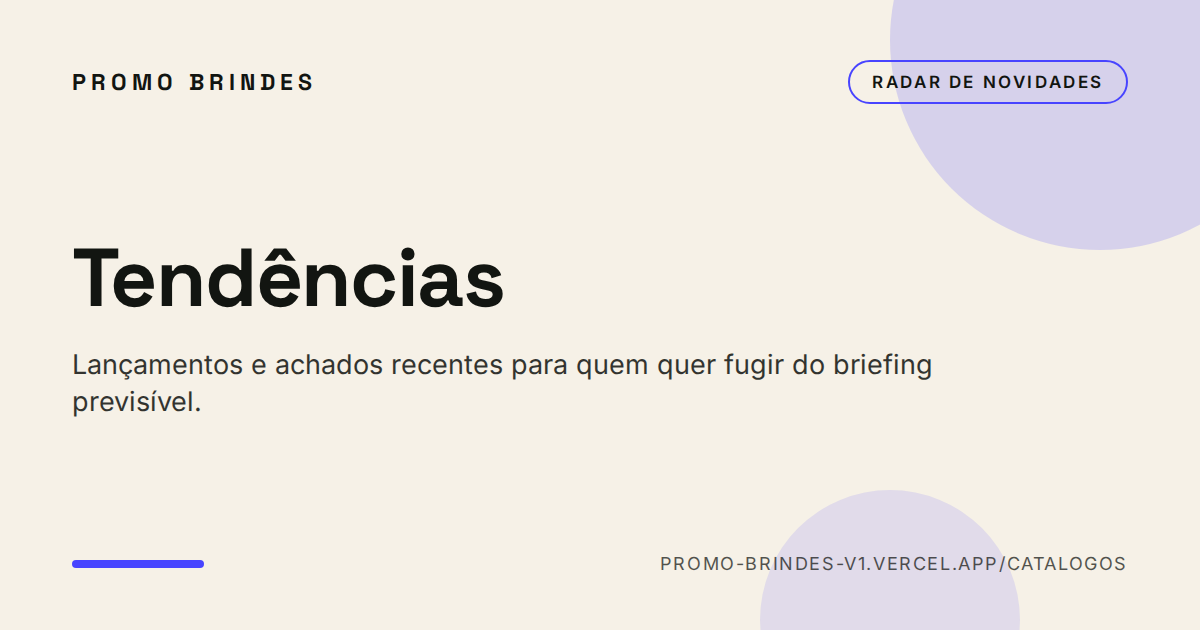 PROMO BRINDES
RADAR DE NOVIDADES
Tendências
Lançamentos e achados recentes para quem quer fugir do briefing
previsível.
PROMO-BRINDES-V1.VERCEL.APP/CATALOGOS